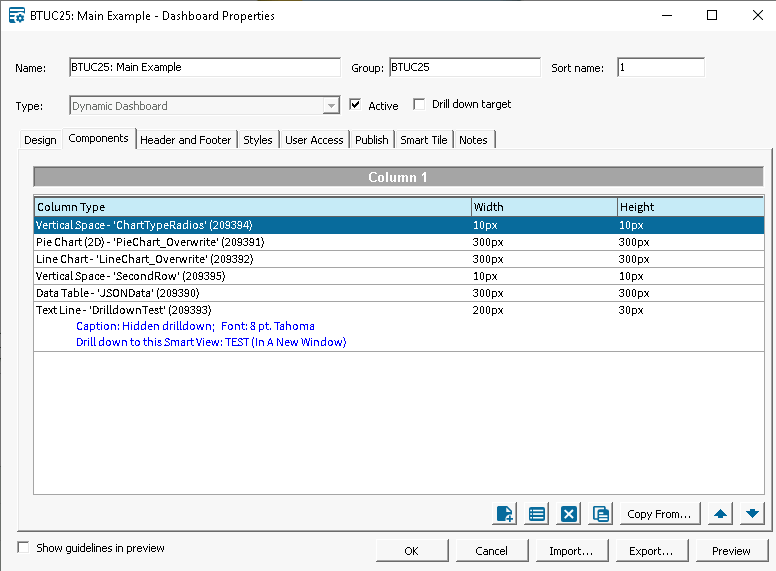 BTUC25: Main Example - Dashboard Properties
Name: BTUC25: Main Example Group: BTUC25 Sort name: 1
Type: Dynamic Dashboard Active Drill down target
Design Components Header and Footer Styles User Access Publish Smart Tile Notes
Column 1
Column Type Width Height
Vertical Space - 'ChartTypeRadios' (209394) 10px 10px
Pie Chart (2D) - 'PieChart_Overwrite' (209391) 300px 300px
Line Chart - 'LineChart_Overwrite' (209392) 300px 300px
Vertical Space - 'SecondRow' (209395) 10px 10px
Data Table - 'JSONData' (209390) 300px 300px
Text Line - 'DrilldownTest' (209393) 200px 30px
Caption: Hidden drilldown; Font: 8 pt. Tahoma
Drill down to this Smart View: TEST (In A New Window)
Copy From...
Show guidelines in preview OK Cancel Import... Export... Preview